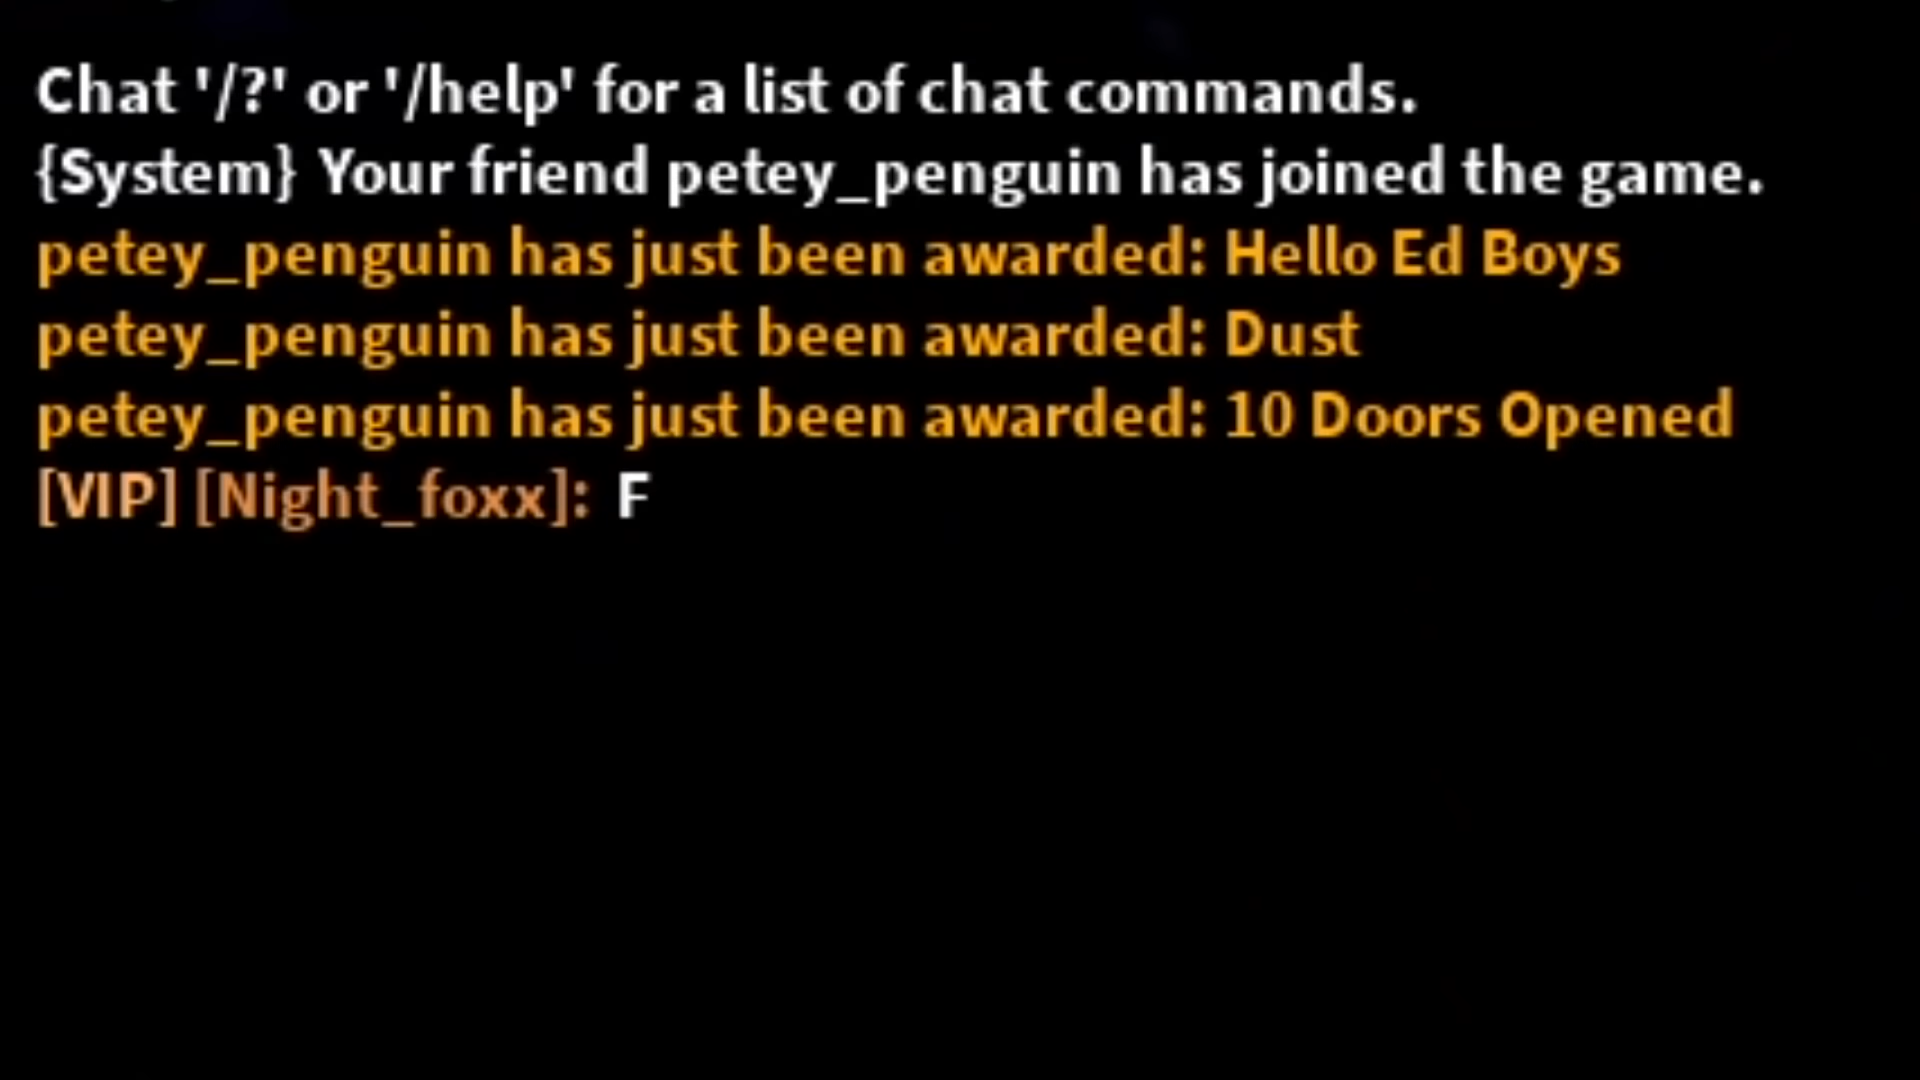 Chat '/?' or '/help' for a list of chat commands.
{System} Your friend petey_penguin has joined the game.
petey_penguin has just been awarded: Hello Ed Boys
petey_penguin has just been awarded: Dust
petey_penguin has just been awarded: 10 Doors Opened
[VIP] [Night_foxx]: F